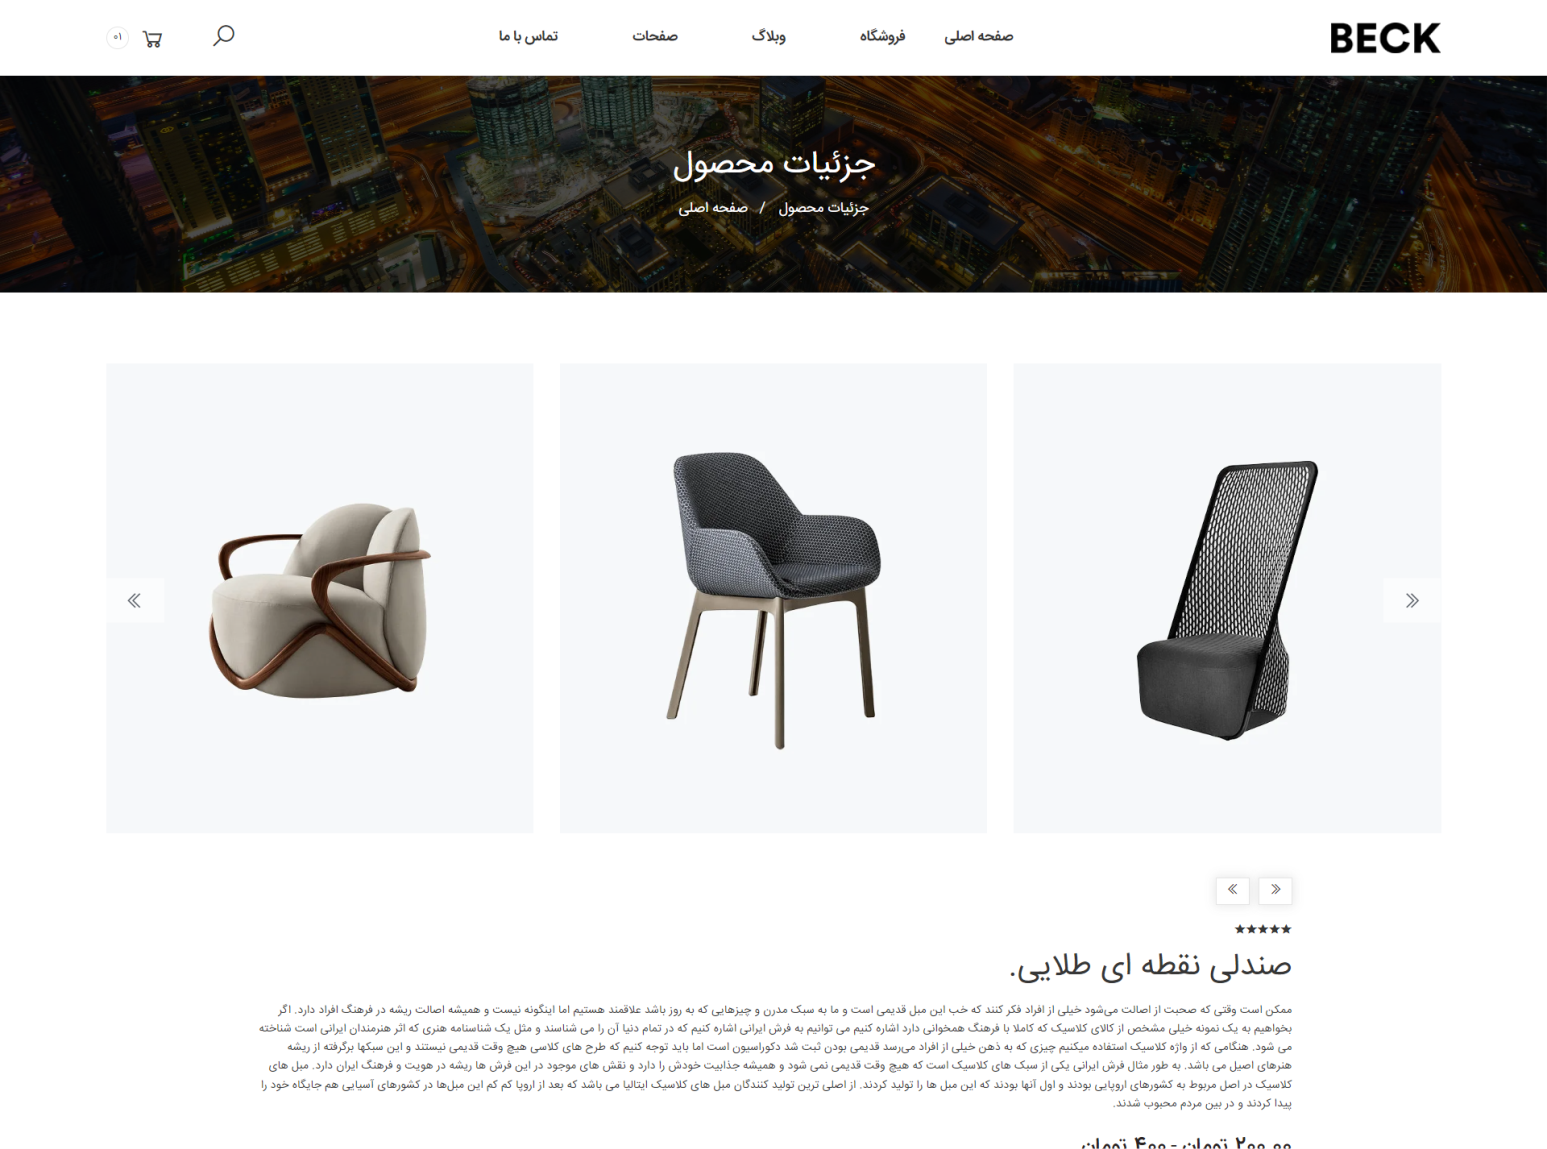 BECK
صفحه اصلی فروشگاه وبلاگ صفحات تماس با ما
۰۱
جزئیات محصول
جزئیات محصول / صفحه اصلی
صندلی نقطه ای طلایی.
ممکن است وقتی که صحبت از اصالت می‌شود خیلی از افراد فکر کنند که خب این مبل قدیمی است و ما به سبک مدرن و چیزهایی که به روز باشد علاقمند هستیم اما اینگونه نیست و همیشه اصالت ریشه در فرهنگ افراد دارد. اگر
بخواهیم به یک نمونه خیلی مشخص از کالای کلاسیک که کاملا با فرهنگ همخوانی دارد اشاره کنیم می توانیم به فرش ایرانی اشاره کنیم که در تمام دنیا آن را می شناسند و مثل یک شناسنامه هنری که اثر هنرمندان ایرانی است شناخته
می شود. هنگامی که از واژه کلاسیک استفاده میکنیم چیزی که به ذهن خیلی از افراد می‌رسد قدیمی بودن ثبت شد دکوراسیون است اما باید توجه کنیم که طرح های کلاسی هیچ وقت قدیمی نیستند و این سبکها برگرفته از ریشه
هنرهای اصیل می باشد. به طور مثال فرش ایرانی یکی از سبک های کلاسیک است که هیچ وقت قدیمی نمی شود و همیشه جذابیت خودش را دارد و نقش های موجود در این فرش ها ریشه در هویت و فرهنگ ایران دارد. مبل های
کلاسیک در اصل مربوط به کشورهای اروپایی بودند و اول آنها بودند که این مبل ها را تولید کردند. از اصلی ترین تولید کنندگان مبل های کلاسیک ایتالیا می باشد که بعد از اروپا کم کم این مبل‌ها در کشورهای آسیایی هم جایگاه خود را
پیدا کردند و در بین مردم محبوب شدند.
۲۰۰.۰۰ تومان - ۴۰۰ تومان